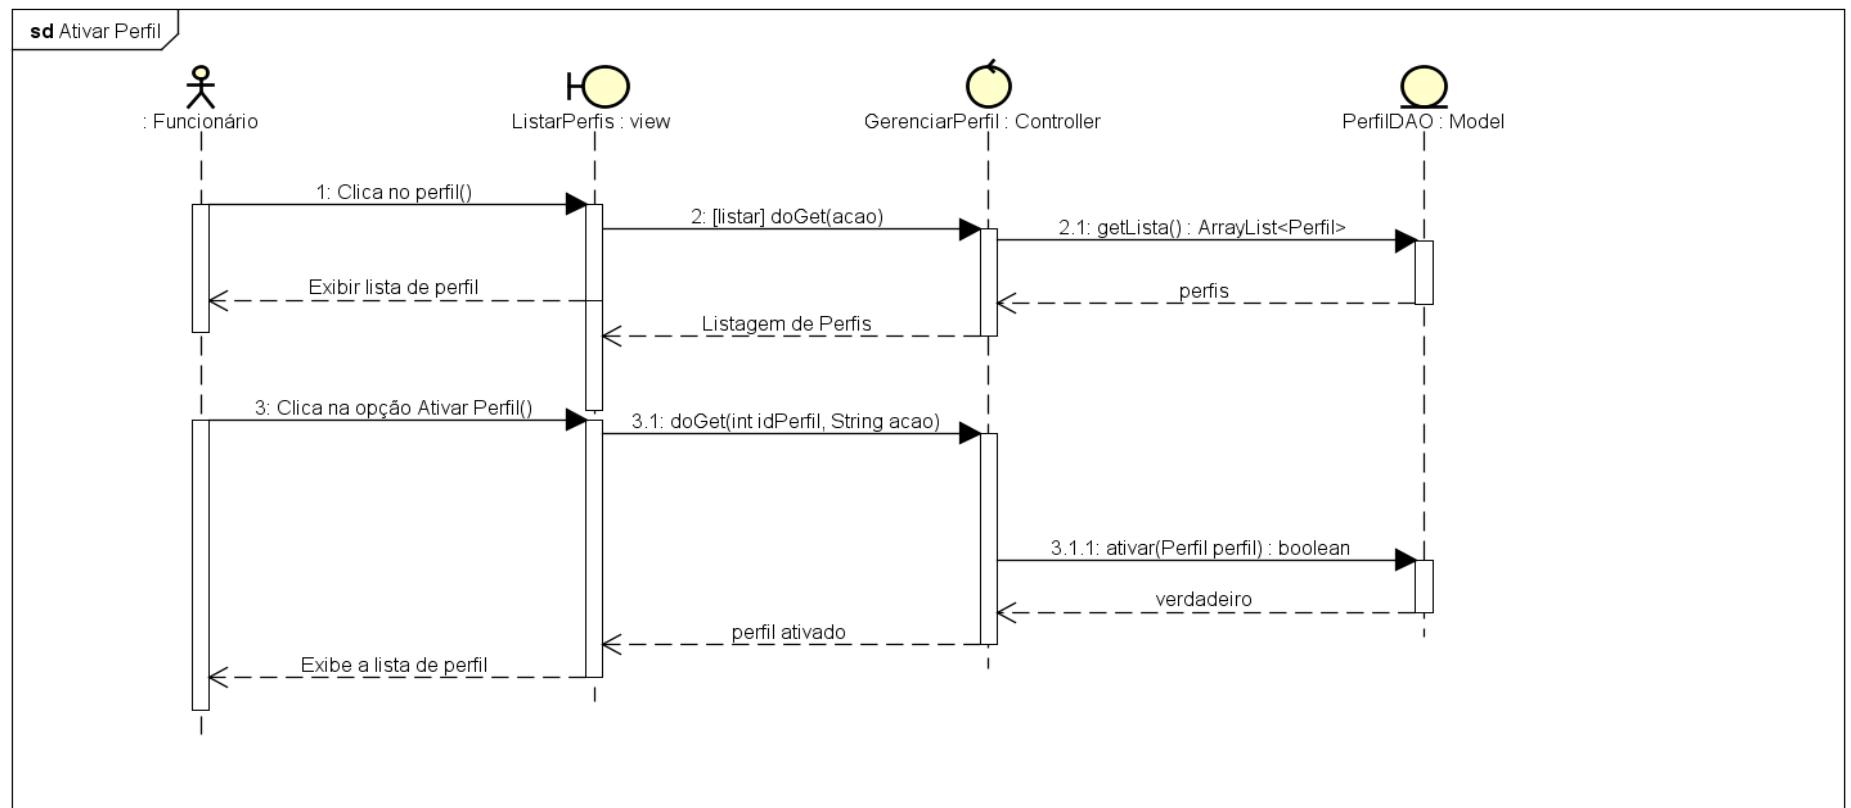 sd Ativar Perfil
: Funcionário
ListarPerfis : view
GerenciarPerfil : Controller
PerfilDAO : Model
1: Clica no perfil()
2: [listar] doGet(acao)
2.1: getLista() : ArrayList<Perfil>
Exibir lista de perfil
perfis
Listagem de Perfis
3: Clica na opção Ativar Perfil()
3.1: doGet(int idPerfil, String acao)
3.1.1: ativar(Perfil perfil) : boolean
verdadeiro
perfil ativado
Exibe a lista de perfil